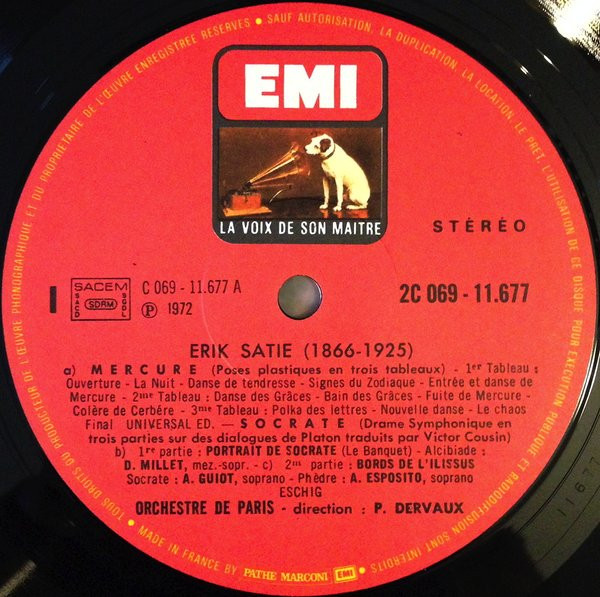 EMI
LA VOIX DE SON MAITRE
STÉRÉO
I
SACEM
SACD
SDRM
SGDL
C 069 - 11.677 A
Ⓟ 1972
2C 069 - 11.677
ERIK SATIE (1866-1925)
a) MERCURE (Poses plastiques en trois tableaux) - 1er Tableau :
Ouverture - La Nuit - Danse de tendresse - Signes du Zodiaque - Entrée et danse de
Mercure - 2me Tableau : Danse des Grâces - Bain des Grâces - Fuite de Mercure -
Colère de Cerbére - 3me Tableau : Polka des lettres - Nouvelle danse - Le chaos
Final UNIVERSAL ED. — SOCRATE (Drame Symphonique en
trois parties sur des dialogues de Platon traduits par Victor Cousin)
b) 1re partie : PORTRAIT DE SOCRATE (Le Banquet) - Alcibiade :
D. MILLET, mez.-sopr. - c) 2me partie : BORDS DE L'ILISSUS
Socrate : A. GUIOT, soprano - Phèdre : A. ESPOSITO, soprano
ESCHIG
ORCHESTRE DE PARIS - direction : P. DERVAUX
TOUS DROITS DU PRODUCTEUR DE L'ŒUVRE PHONOGRAPHIQUE ET DU PROPRIETAIRE DE L'ŒUVRE ENREGISTREE RESERVES • SAUF AUTORISATION, LA DUPLICATION, LA LOCATION, LE PRET, L'UTILISATION DE CE DISQUE POUR EXECUTION PUBLIQUE ET RADIODIFFUSION SONT INTERDITS
MADE IN FRANCE BY PATHE MARCONI EMI
11677